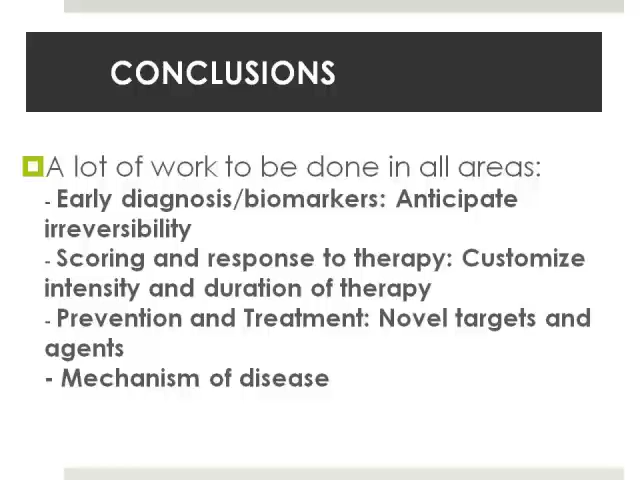 CONCLUSIONS
A lot of work to be done in all areas:
- Early diagnosis/biomarkers: Anticipate
irreversibility
- Scoring and response to therapy: Customize
intensity and duration of therapy
- Prevention and Treatment: Novel targets and
agents
- Mechanism of disease